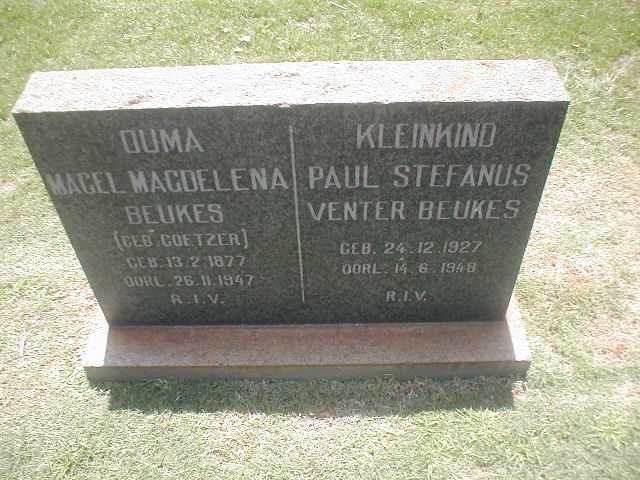 OUMA
MAGEL MAGDELENA
BEUKES
(GEB. GOETZER)
GEB. 13.2.1877
OORL. 26.11.1947
R.I.V.
KLEINKIND
PAUL STEFANUS
VENTER BEUKES
GEB. 24.12.1927
OORL. 14.6.1948
R.I.V.